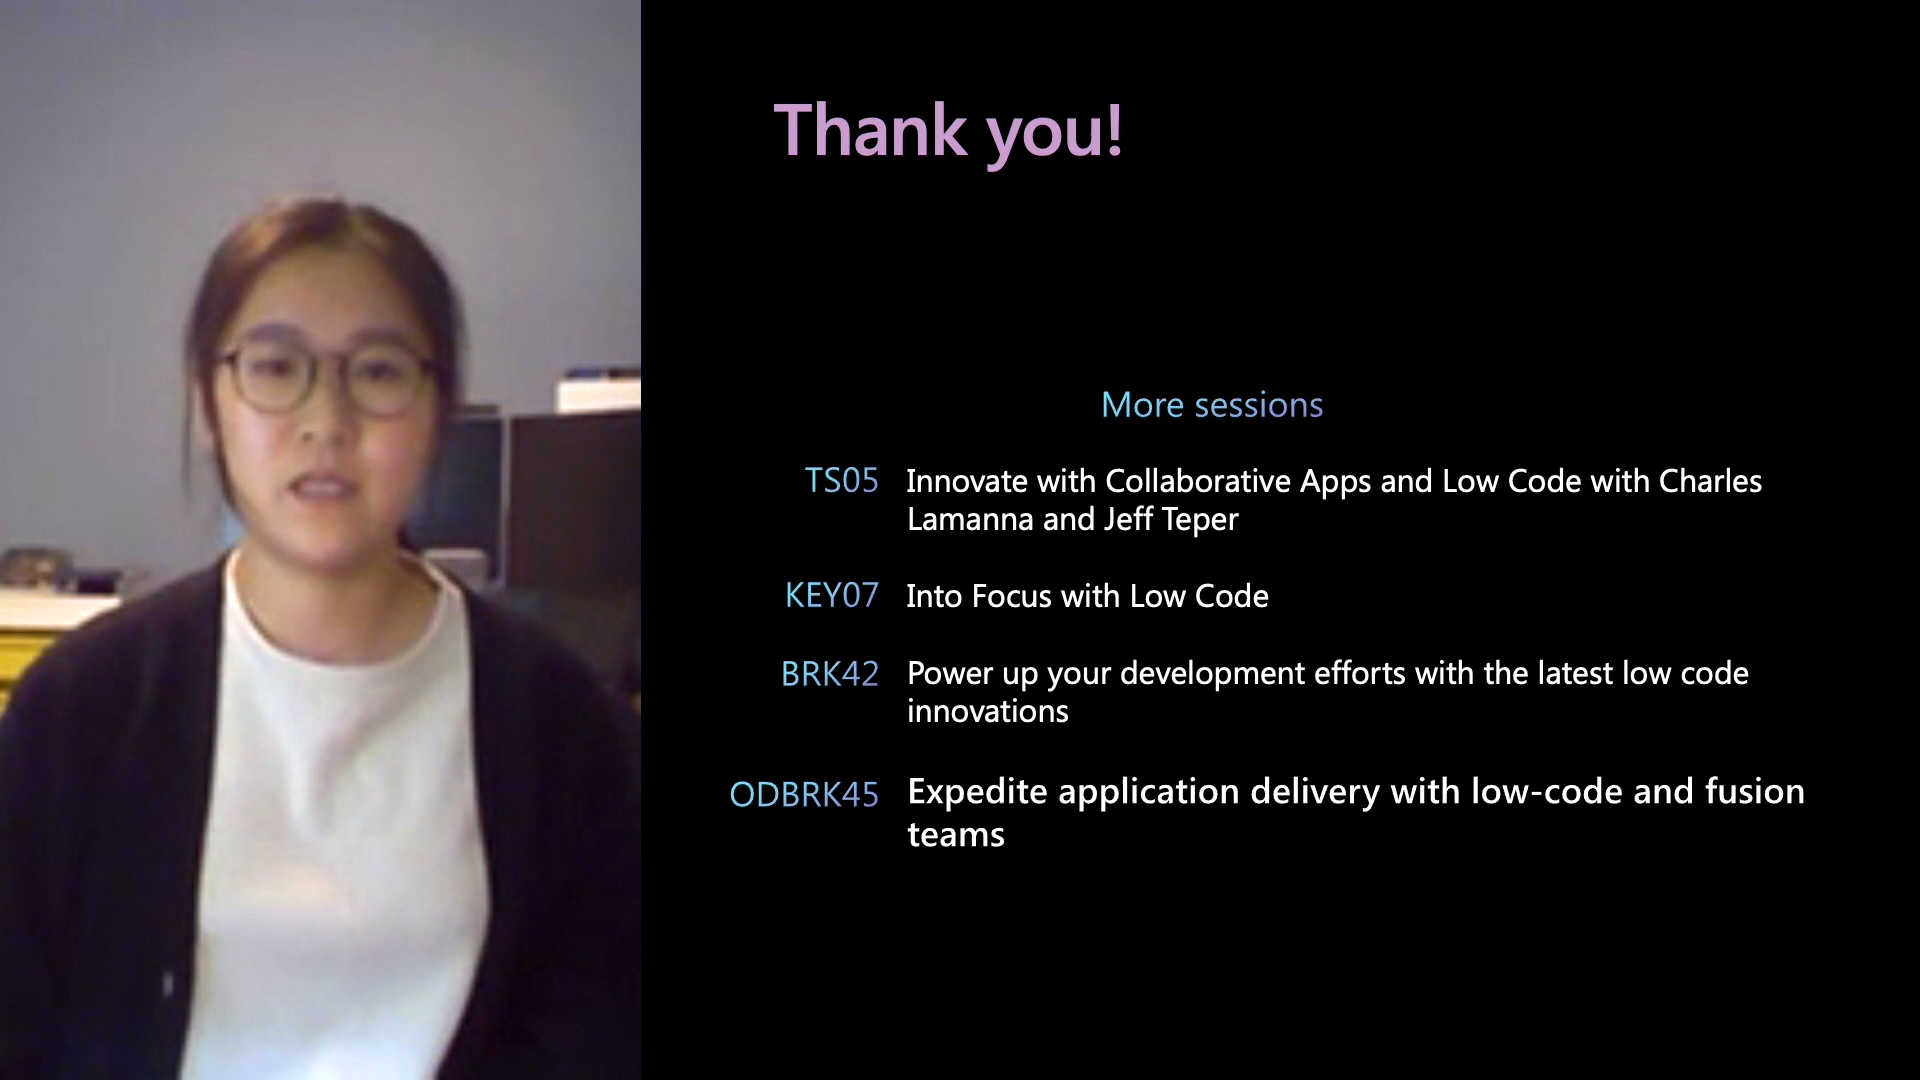 Thank you!
More sessions
TS05 Innovate with Collaborative Apps and Low Code with Charles
Lamanna and Jeff Teper
KEY07 Into Focus with Low Code
BRK42 Power up your development efforts with the latest low code
innovations
ODBRK45 Expedite application delivery with low-code and fusion
teams